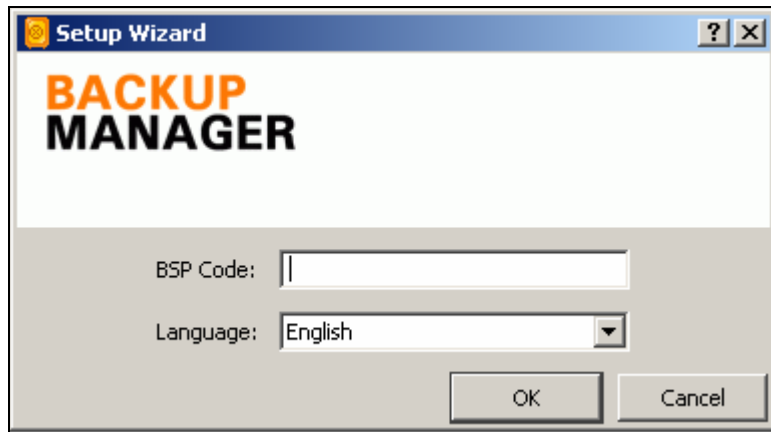 Setup Wizard
BACKUP
MANAGER
BSP Code:
Language: English
OK Cancel